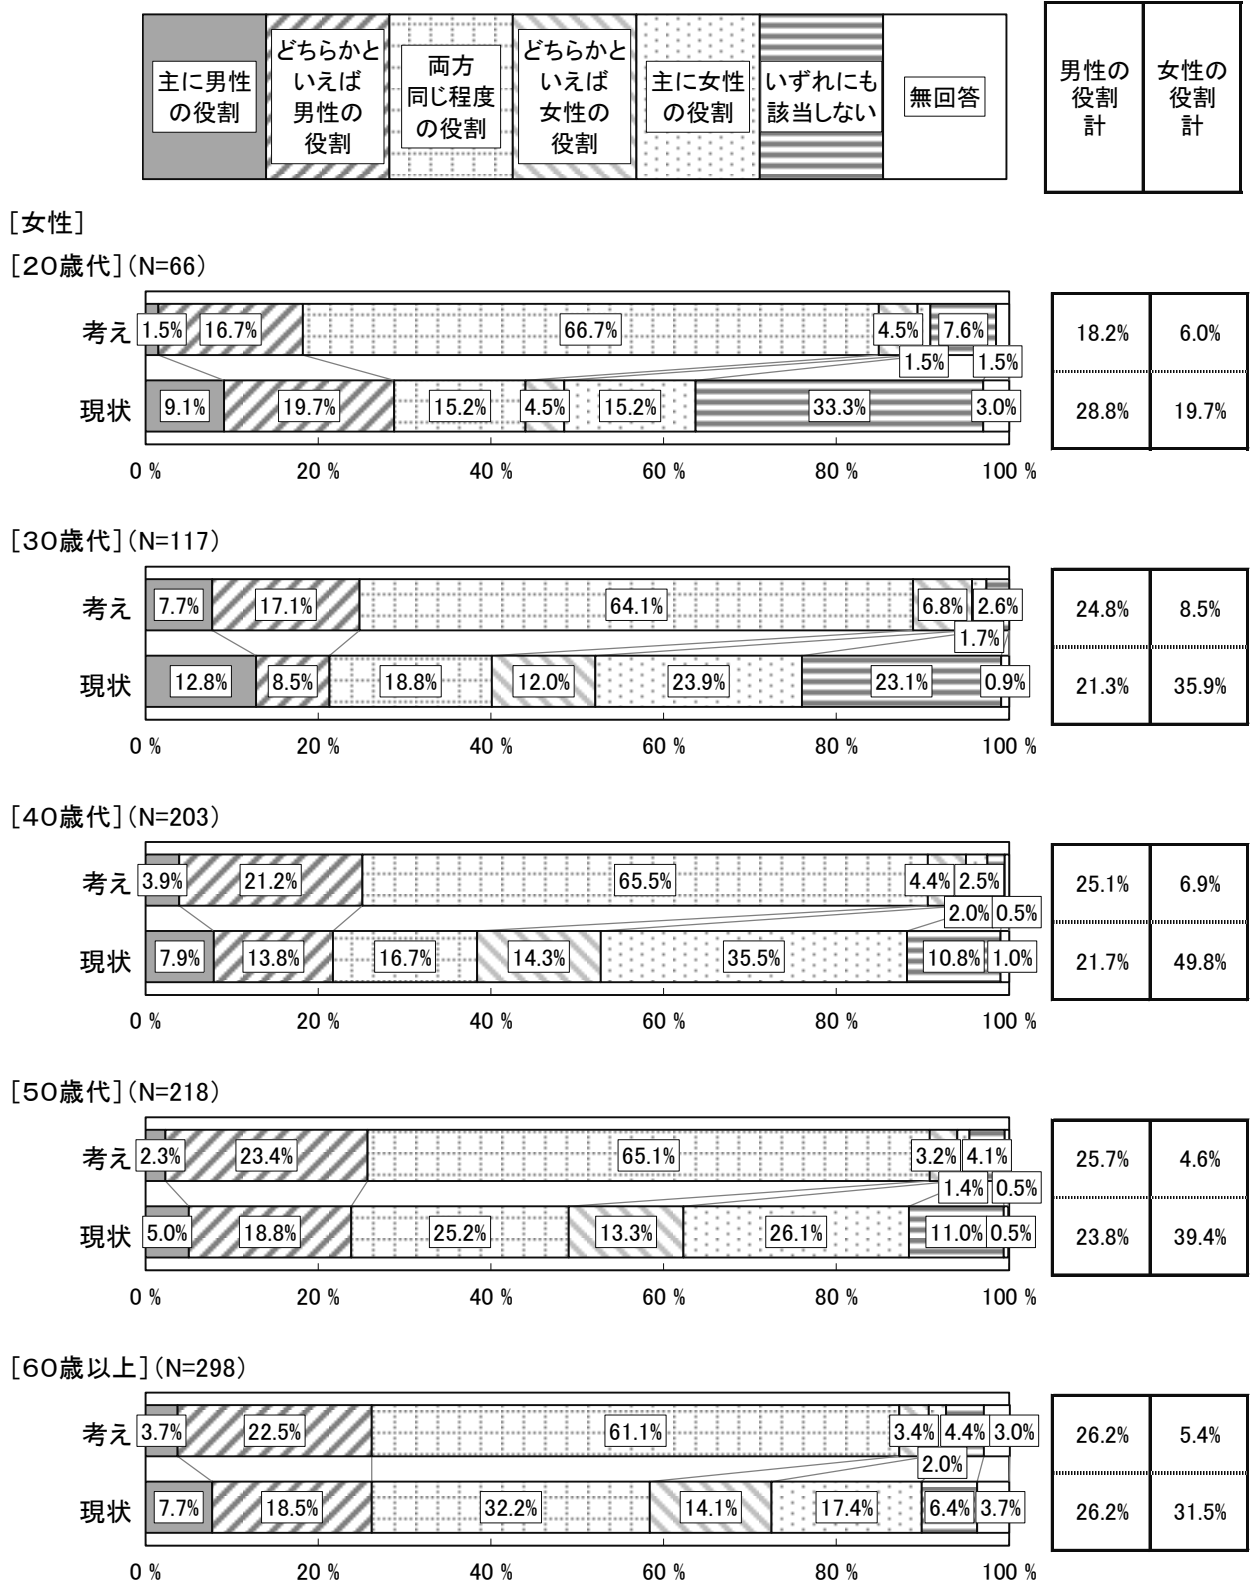 主に男性
の役割
どちらかと
いえば
男性の
役割
両方
同じ程度
の役割
どちらかと
いえば
女性の
役割
主に女性
の役割
いずれにも
該当しない
無回答
男性の
役割
計
女性の
役割
計
[女性]
[20歳代](N=66)
考え 1.5% 16.7% 66.7% 4.5% 7.6% 18.2% 6.0%
1.5% 1.5%
現状 9.1% 19.7% 15.2% 4.5% 15.2% 33.3% 3.0% 28.8% 19.7%
0 % 20 % 40 % 60 % 80 % 100 %
[30歳代](N=117)
考え 7.7% 17.1% 64.1% 6.8% 2.6% 24.8% 8.5%
1.7%
現状 12.8% 8.5% 18.8% 12.0% 23.9% 23.1% 0.9% 21.3% 35.9%
0 % 20 % 40 % 60 % 80 % 100 %
[40歳代](N=203)
考え 3.9% 21.2% 65.5% 4.4% 2.5% 25.1% 6.9%
2.0% 0.5%
現状 7.9% 13.8% 16.7% 14.3% 35.5% 10.8% 1.0% 21.7% 49.8%
0 % 20 % 40 % 60 % 80 % 100 %
[50歳代](N=218)
考え 2.3% 23.4% 65.1% 3.2% 4.1% 25.7% 4.6%
1.4% 0.5%
現状 5.0% 18.8% 25.2% 13.3% 26.1% 11.0% 0.5% 23.8% 39.4%
0 % 20 % 40 % 60 % 80 % 100 %
[60歳以上](N=298)
考え 3.7% 22.5% 61.1% 3.4% 4.4% 3.0% 26.2% 5.4%
2.0%
現状 7.7% 18.5% 32.2% 14.1% 17.4% 6.4% 3.7% 26.2% 31.5%
0 % 20 % 40 % 60 % 80 % 100 %